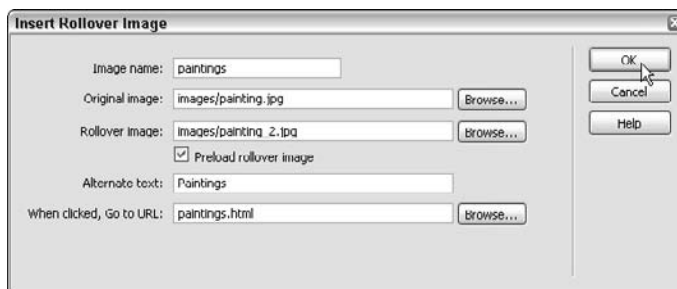 Insert Rollover Image
Image name: paintings
OK
Original image: images/painting.jpg Browse...
Cancel
Rollover image: images/painting_2.jpg Browse...
Help
Preload rollover image
Alternate text: Paintings
When clicked, Go to URL: paintings.html Browse...